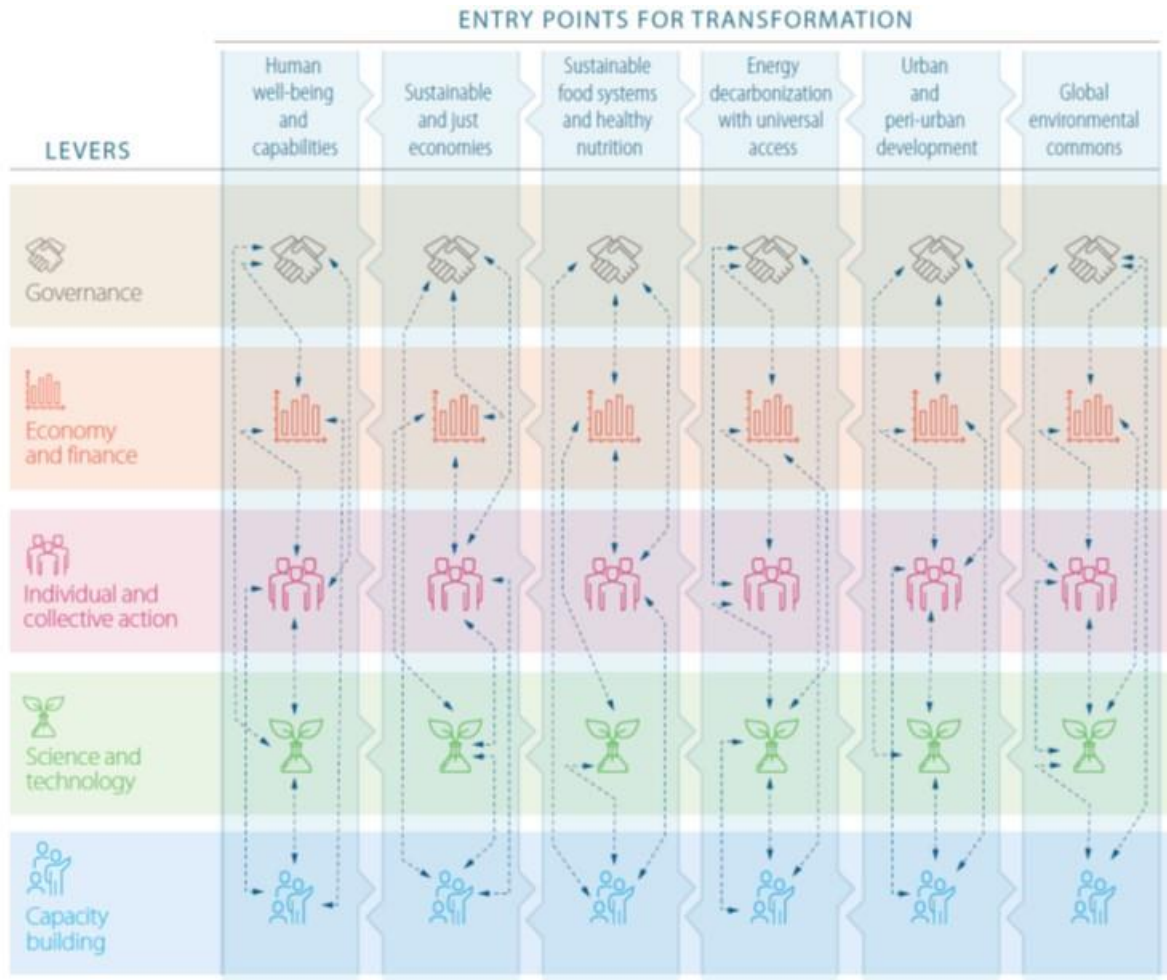 ENTRY POINTS FOR TRANSFORMATION
LEVERS
Human
well-being
and
capabilities
Sustainable
and just
economies
Sustainable
food systems
and healthy
nutrition
Energy
decarbonization
with universal
access
Urban
and
peri-urban
development
Global
environmental
commons
Governance
Economy
and finance
Individual and
collective action
Science and
technology
Capacity
building